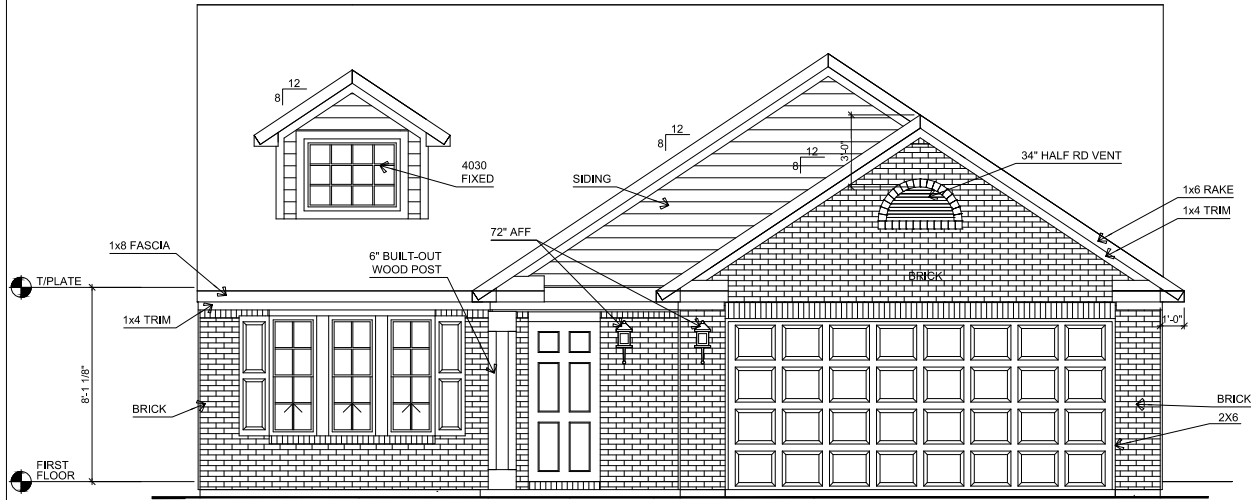 12
8
4030
FIXED
12
8
12
8
3'-0"
34" HALF RD VENT
SIDING
1x6 RAKE
1x4 TRIM
72" AFF
1x8 FASCIA
6" BUILT-OUT
WOOD POST
T/PLATE
BRICK
1x4 TRIM
1'-0"
8'-1 1/8"
BRICK
BRICK
2X6
FIRST
FLOOR